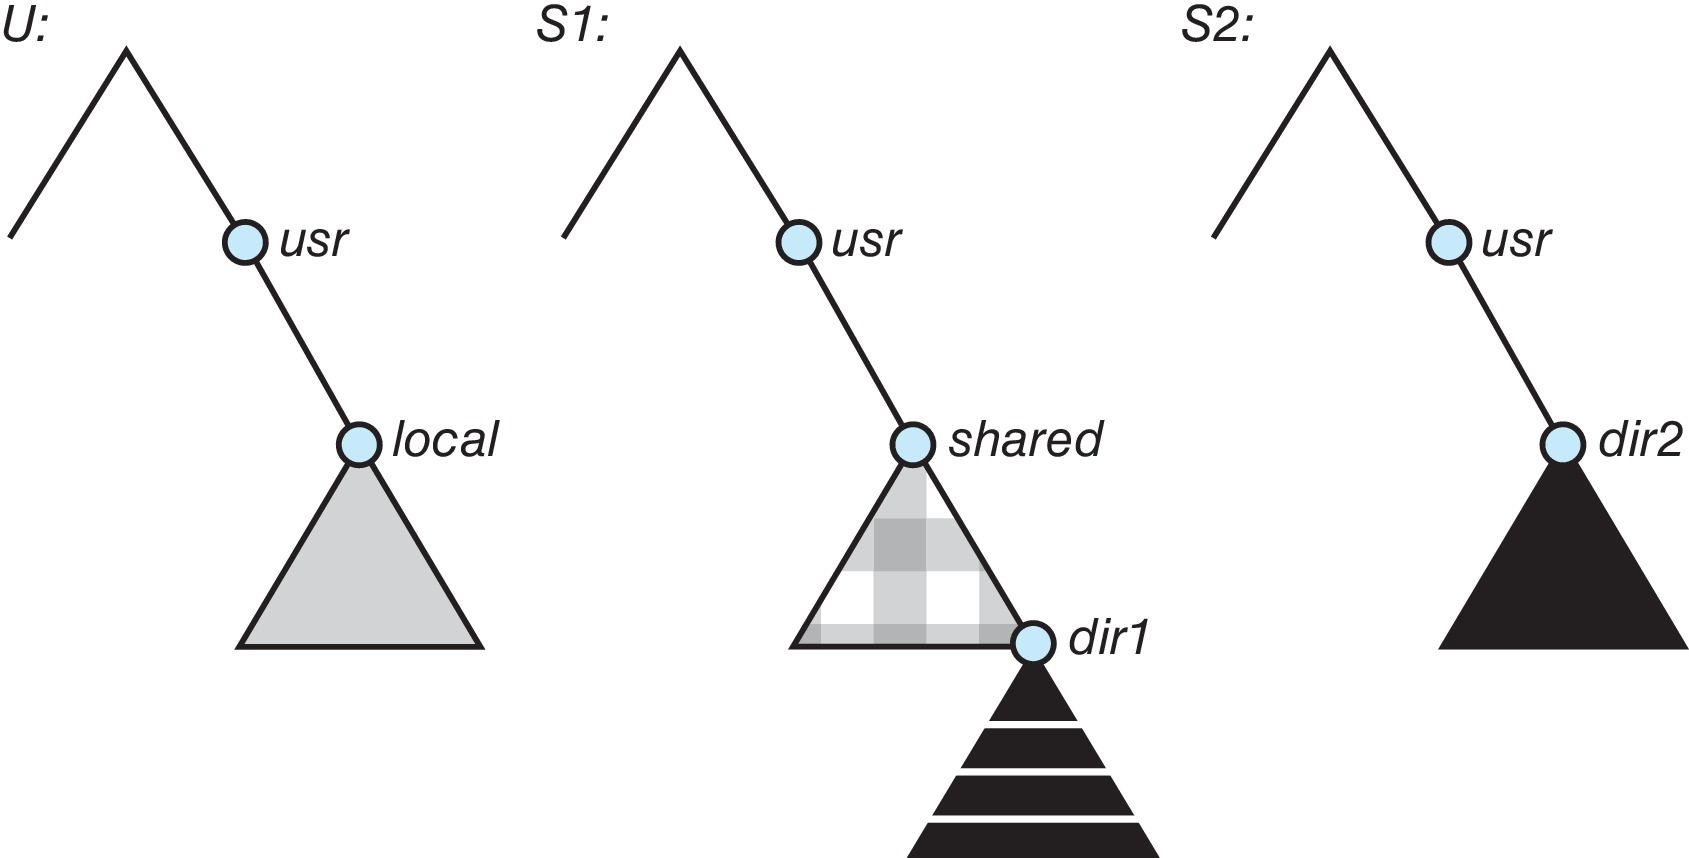 U:
S1:
S2:
usr
usr
usr
local
shared
dir2
dir1